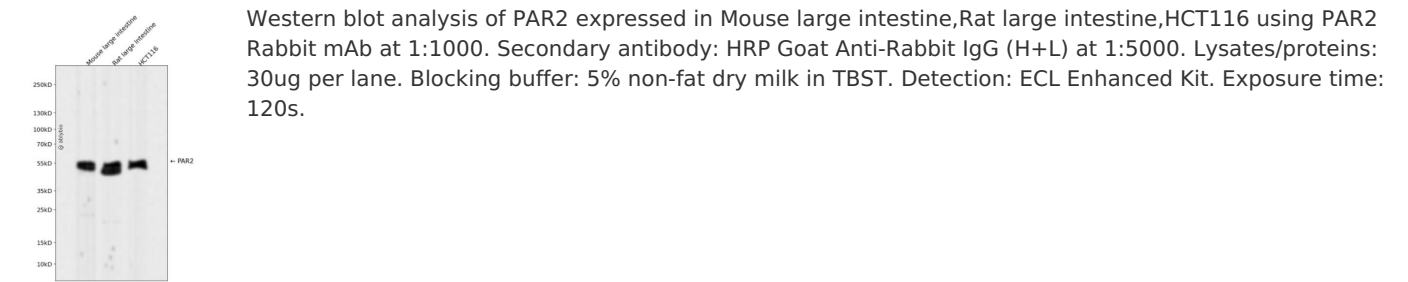 Mouse large intestine
Rat large intestine
HCT116
250kD
130kD
100kD
70kD
55kD
35kD
25kD
15kD
10kD
← PAR2
Western blot analysis of PAR2 expressed in Mouse large intestine,Rat large intestine,HCT116 using PAR2
Rabbit mAb at 1:1000. Secondary antibody: HRP Goat Anti-Rabbit IgG (H+L) at 1:5000. Lysates/proteins:
30ug per lane. Blocking buffer: 5% non-fat dry milk in TBST. Detection: ECL Enhanced Kit. Exposure time:
120s.